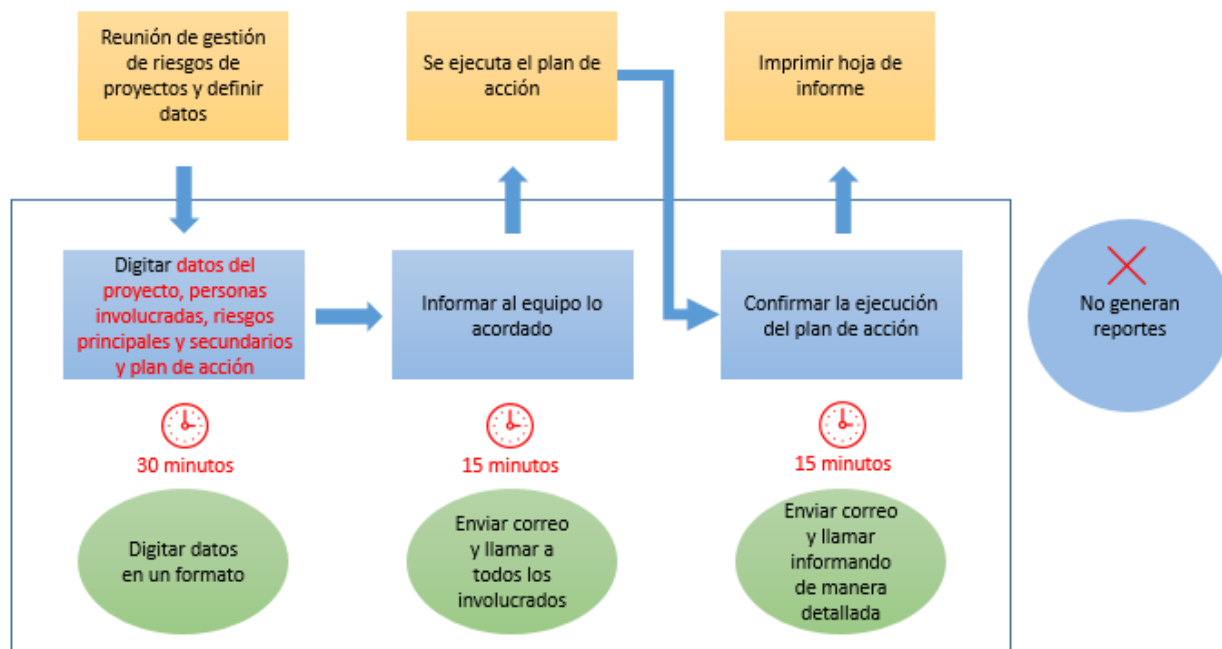 Reunión de gestión
de riesgos de
proyectos y definir
datos
Se ejecuta el plan de
acción
Imprimir hoja de
informe
Digitar datos del
proyecto, personas
involucradas, riesgos
principales y secundarios
y plan de acción
Informar al equipo lo
acordado
Confirmar la ejecución
del plan de acción
No generan
reportes
30 minutos
15 minutos
15 minutos
Digitar datos
en un formato
Enviar correo
y llamar a
todos los
involucrados
Enviar correo
y llamar
informando
de manera
detallada